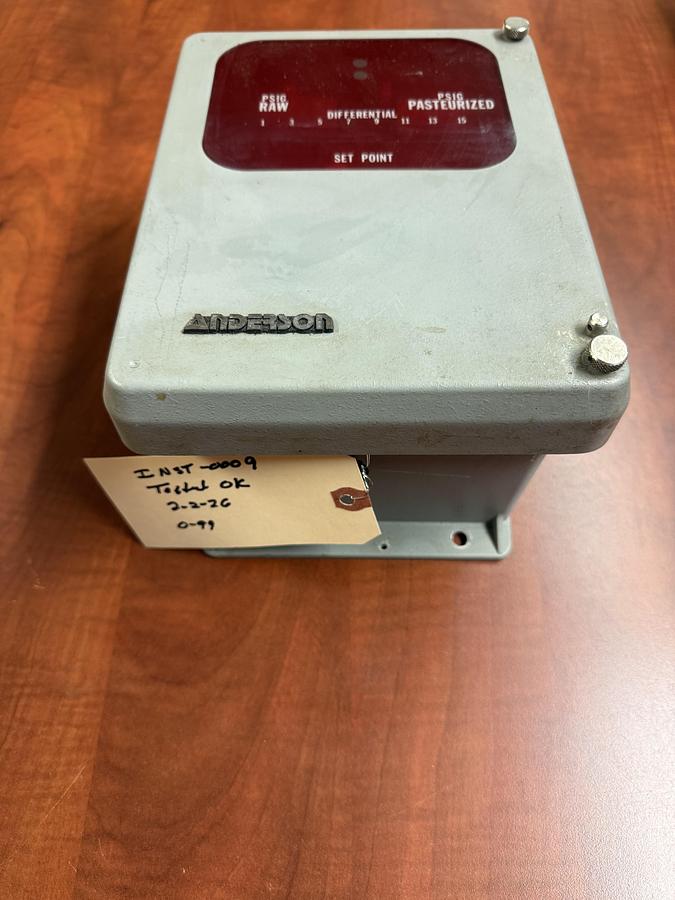 PSIG
RAW
PSIG
PASTEURIZED
DIFFERENTIAL
1 3 5 7 9 11 13 15
SET POINT
ANDERSON
INST-0009
Tested OK
2-2-26
0-99